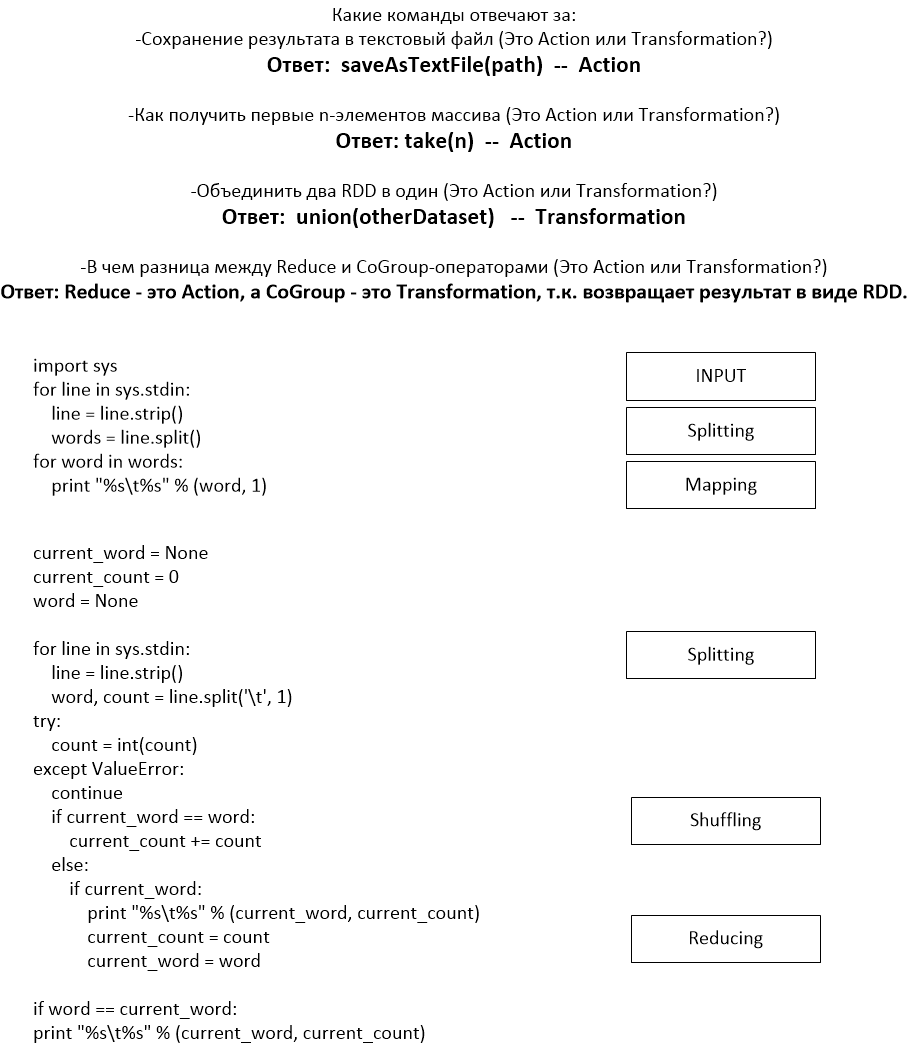 Какие команды отвечают за:
-Сохранение результата в текстовый файл (Это Action или Transformation?)
Ответ: saveAsTextFile(path) -- Action
-Как получить первые n-элементов массива (Это Action или Transformation?)
Ответ: take(n) -- Action
-Объединить два RDD в один (Это Action или Transformation?)
Ответ: union(otherDataset) -- Transformation
-В чем разница между Reduce и CoGroup-операторами (Это Action или Transformation?)
Ответ: Reduce - это Action, а CoGroup - это Transformation, т.к. возвращает результат в виде RDD.
import sys
for line in sys.stdin:
    line = line.strip()
    words = line.split()
for word in words:
    print "%s\t%s" % (word, 1)
INPUT
Splitting
Mapping
current_word = None
current_count = 0
word = None
for line in sys.stdin:
    line = line.strip()
    word, count = line.split('\t', 1)
try:
    count = int(count)
except ValueError:
    continue
    if current_word == word:
        current_count += count
    else:
        if current_word:
            print "%s\t%s" % (current_word, current_count)
            current_count = count
            current_word = word
Splitting
Shuffling
Reducing
if word == current_word:
print "%s\t%s" % (current_word, current_count)